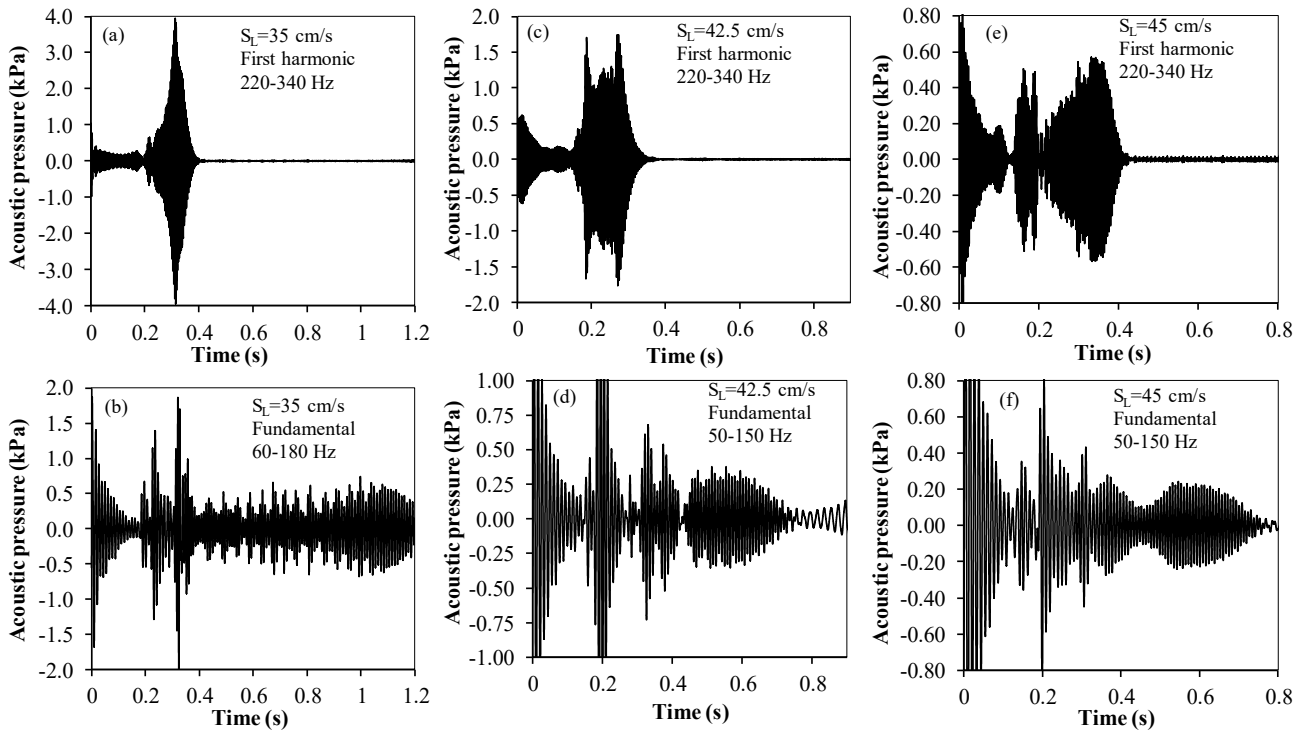 (a)
S_L=35 cm/s
First harmonic
220-340 Hz
Acoustic pressure (kPa)
4.0
3.0
2.0
1.0
0.0
-1.0
-2.0
-3.0
-4.0
0 0.2 0.4 0.6 0.8 1 1.2
Time (s)
(c)
S_L=42.5 cm/s
First harmonic
220-340 Hz
Acoustic pressure (kPa)
2.0
1.5
1.0
0.5
0.0
-0.5
-1.0
-1.5
-2.0
0 0.2 0.4 0.6 0.8
Time (s)
(e)
S_L=45 cm/s
First harmonic
220-340 Hz
Acoustic pressure (kPa)
0.80
0.60
0.40
0.20
0.00
-0.20
-0.40
-0.60
-0.80
0 0.2 0.4 0.6 0.8
Time (s)
(b)
S_L=35 cm/s
Fundamental
60-180 Hz
Acoustic pressure (kPa)
2.0
1.5
1.0
0.5
0.0
-0.5
-1.0
-1.5
-2.0
0 0.2 0.4 0.6 0.8 1 1.2
Time (s)
(d)
S_L=42.5 cm/s
Fundamental
50-150 Hz
Acoustic pressure (kPa)
1.00
0.75
0.50
0.25
0.00
-0.25
-0.50
-0.75
-1.00
0 0.2 0.4 0.6 0.8
Time (s)
(f)
S_L=45 cm/s
Fundamental
50-150 Hz
Acoustic pressure (kPa)
0.80
0.60
0.40
0.20
0.00
-0.20
-0.40
-0.60
-0.80
0 0.2 0.4 0.6 0.8
Time (s)